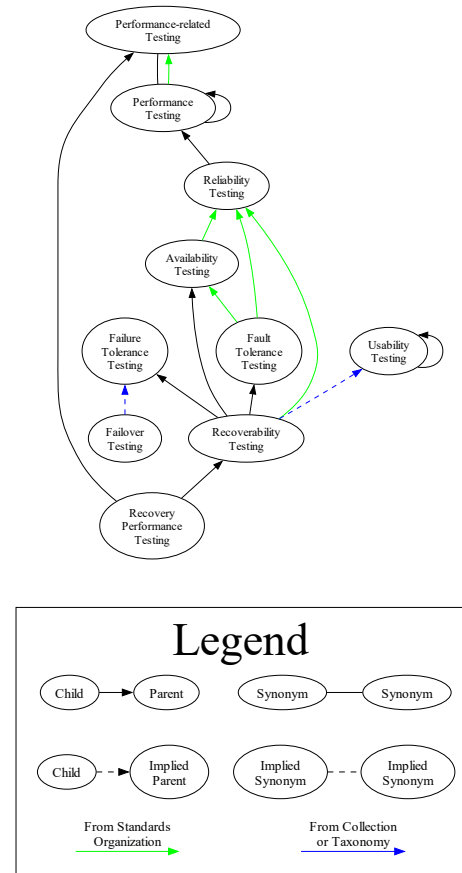 Performance-related
Testing
Performance
Testing
Reliability
Testing
Availability
Testing
Failure
Tolerance
Testing
Fault
Tolerance
Testing
Usability
Testing
Failover
Testing
Recoverability
Testing
Recovery
Performance
Testing
Legend
Child
Parent
Synonym
Synonym
Child
Implied
Parent
Implied
Synonym
Implied
Synonym
From Standards
Organization
From Collection
or Taxonomy